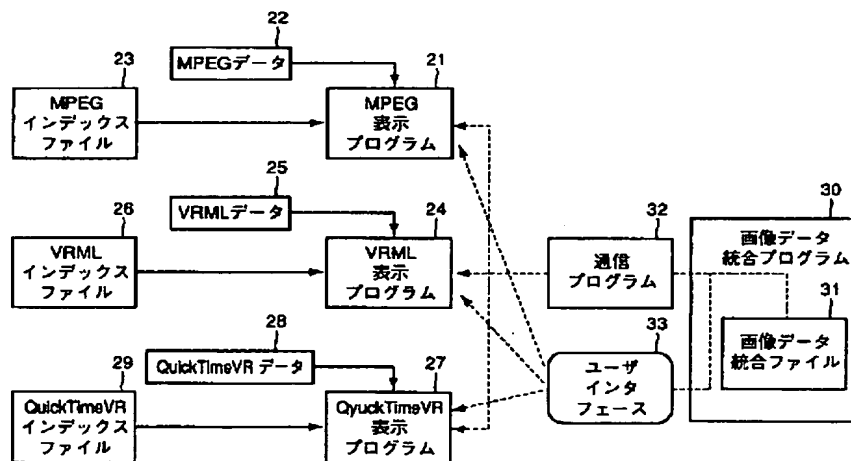 22
MPEGデータ
23
MPEG
インデックス
ファイル
21
MPEG
表示
プログラム
25
VRMLデータ
26
VRML
インデックス
ファイル
24
VRML
表示
プログラム
32
通信
プログラム
30
画像データ
統合プログラム
31
画像データ
統合ファイル
28
QuickTimeVR データ
29
QuickTimeVR
インデックス
ファイル
27
QyuckTimeVR
表示
プログラム
33
ユーザ
インタ
フェース